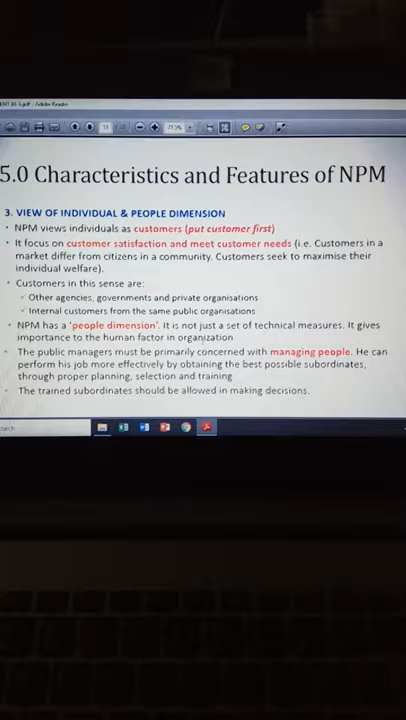 Adobe Reader
5.0 Characteristics and Features of NPM
3. VIEW OF INDIVIDUAL & PEOPLE DIMENSION
• NPM views individuals as customers (put customer first)
• It focus on customer satisfaction and meet customer needs (i.e. Customers in a
market differ from citizens in a community. Customers seek to maximise their
individual welfare).
• Customers in this sense are:
✓ Other agencies, governments and private organisations
✓ Internal customers from the same public organisations
• NPM has a 'people dimension'. It is not just a set of technical measures. It gives
importance to the human factor in organization
• The public managers must be primarily concerned with managing people. He can
perform his job more effectively by obtaining the best possible subordinates,
through proper planning, selection and training
• The trained subordinates should be allowed in making decisions.